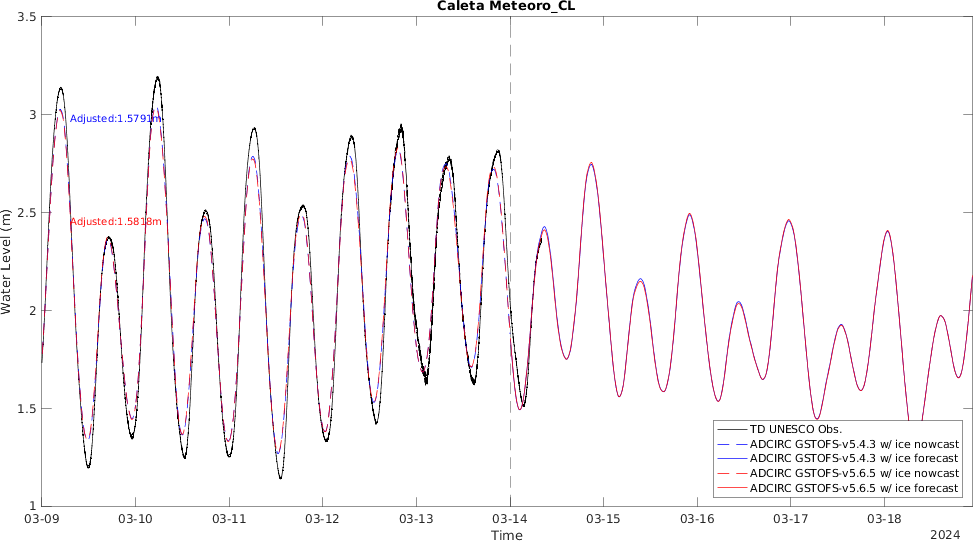 Caleta Meteoro_CL
3.5
3
2.5
2
1.5
1
Water Level (m)
Adjusted:1.5791m
Adjusted:1.5818m
TD UNESCO Obs.
ADCIRC GSTOFS-v5.4.3 w/ ice nowcast
ADCIRC GSTOFS-v5.4.3 w/ ice forecast
ADCIRC GSTOFS-v5.6.5 w/ ice nowcast
ADCIRC GSTOFS-v5.6.5 w/ ice forecast
03-09 03-10 03-11 03-12 03-13 03-14 03-15 03-16 03-17 03-18
Time
2024